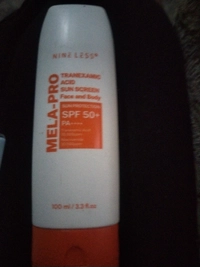 NINE LESS®
MELA-PRO
TRANEXAMIC
ACID
SUN SCREEN
Face and Body
SPF 50+
PA++++
100 ml / 3.3 fl.oz